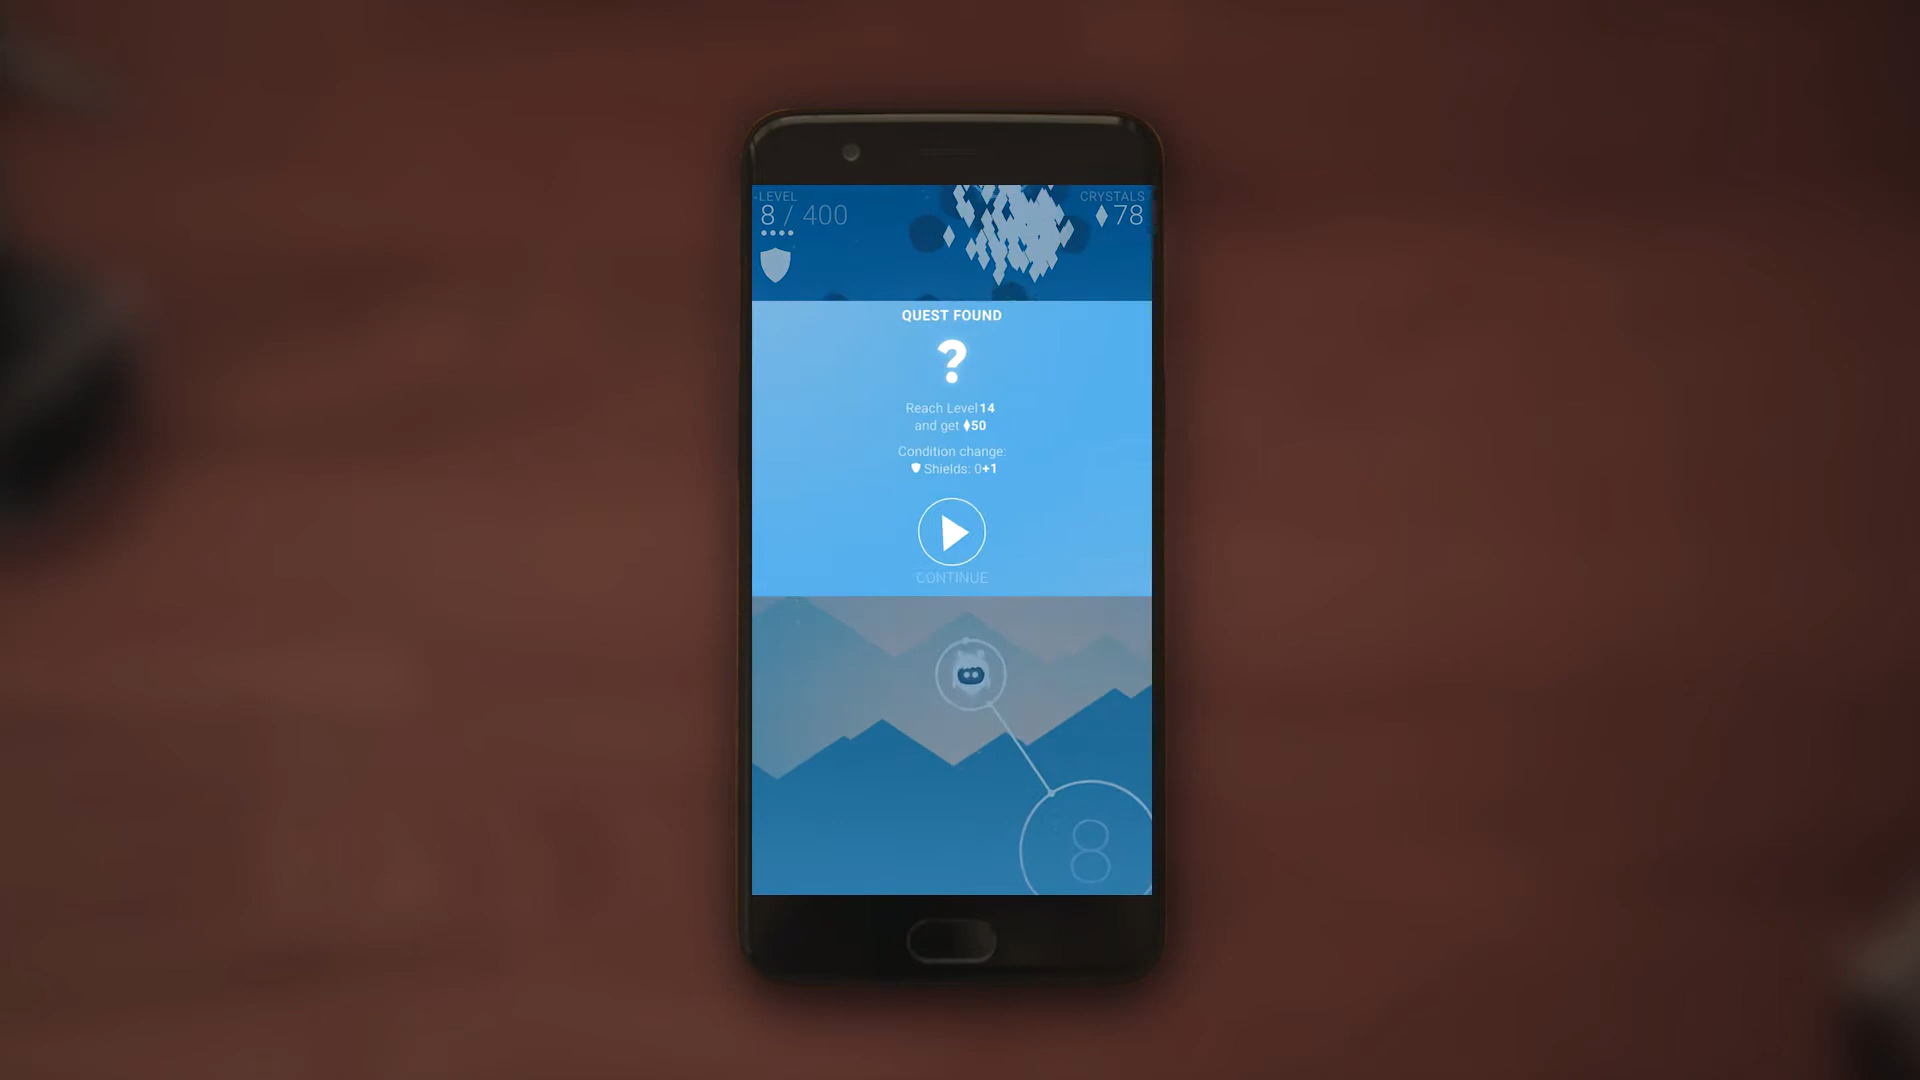 LEVEL
CRYSTALS
8 / 400
78
QUEST FOUND
?
Reach Level 14
and get 50
Condition change:
Shields: 0+1
CONTINUE
8